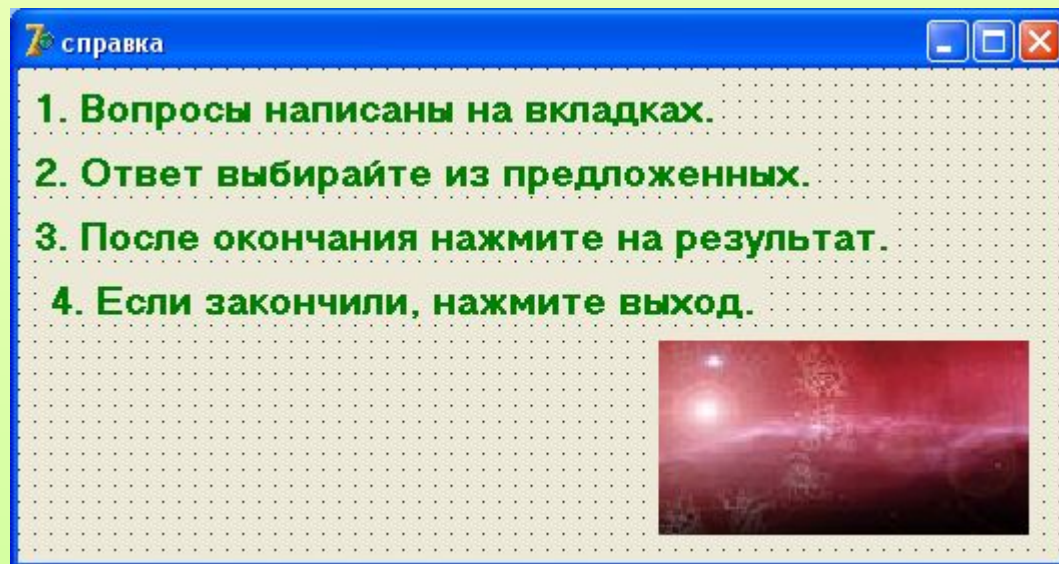 справка
1. Вопросы написаны на вкладках.
2. Ответ выбирайте из предложенных.
3. После окончания нажмите на результат.
4. Если закончили, нажмите выход.